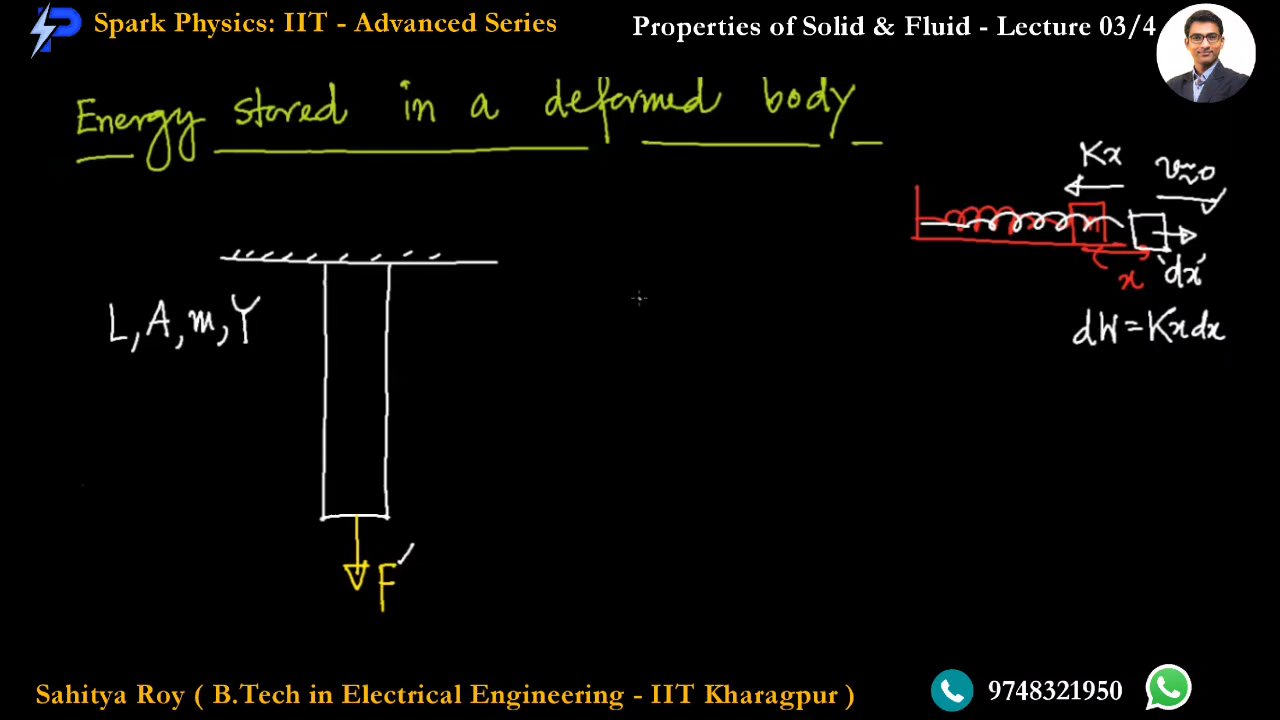 Spark Physics: IIT - Advanced Series
Properties of Solid & Fluid - Lecture 03/4
Energy stored in a deformed body
Kx
v≈0
m
x
'dx'
dW=Kxdx
L, A, m, Y
F
Sahitya Roy ( B.Tech in Electrical Engineering - IIT Kharagpur )
9748321950